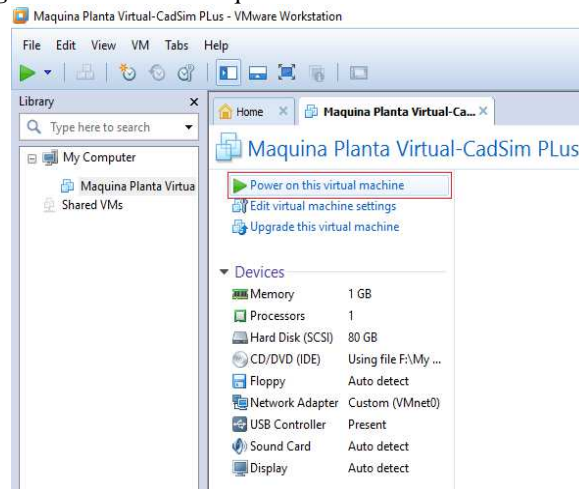 Maquina Planta Virtual-CadSim PLus - VMware Workstation
File Edit View VM Tabs Help
Library x
Type here to search
My Computer
Maquina Planta Virtua
Shared VMs
Home x
Maquina Planta Virtual-Ca... x
Maquina Planta Virtual-CadSim PLus
Power on this virtual machine
Edit virtual machine settings
Upgrade this virtual machine
Devices
Memory 1 GB
Processors 1
Hard Disk (SCSI) 80 GB
CD/DVD (IDE) Using file F:\My ...
Floppy Auto detect
Network Adapter Custom (VMnet0)
USB Controller Present
Sound Card Auto detect
Display Auto detect